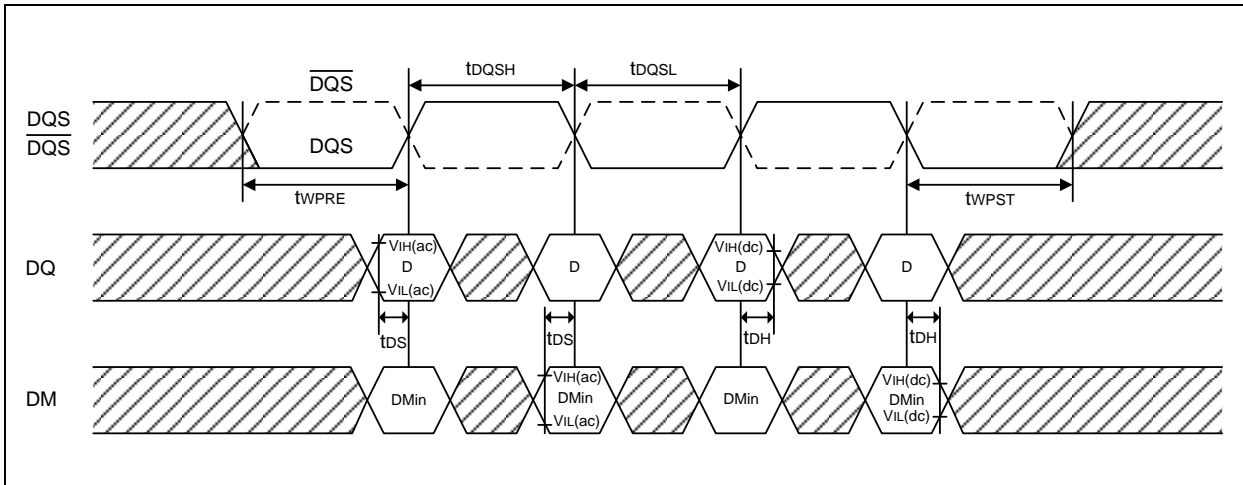 DQS
tDQSH
tDQSL
DQS
DQS
DQS
tWPRE
tWPST
DQ
VIH(ac)
D
VIL(ac)
D
VIH(dc)
D
VIL(dc)
D
tDS
tDS
tDH
tDH
DM
DMin
VIH(ac)
DMin
VIL(ac)
DMin
VIH(dc)
DMin
VIL(dc)